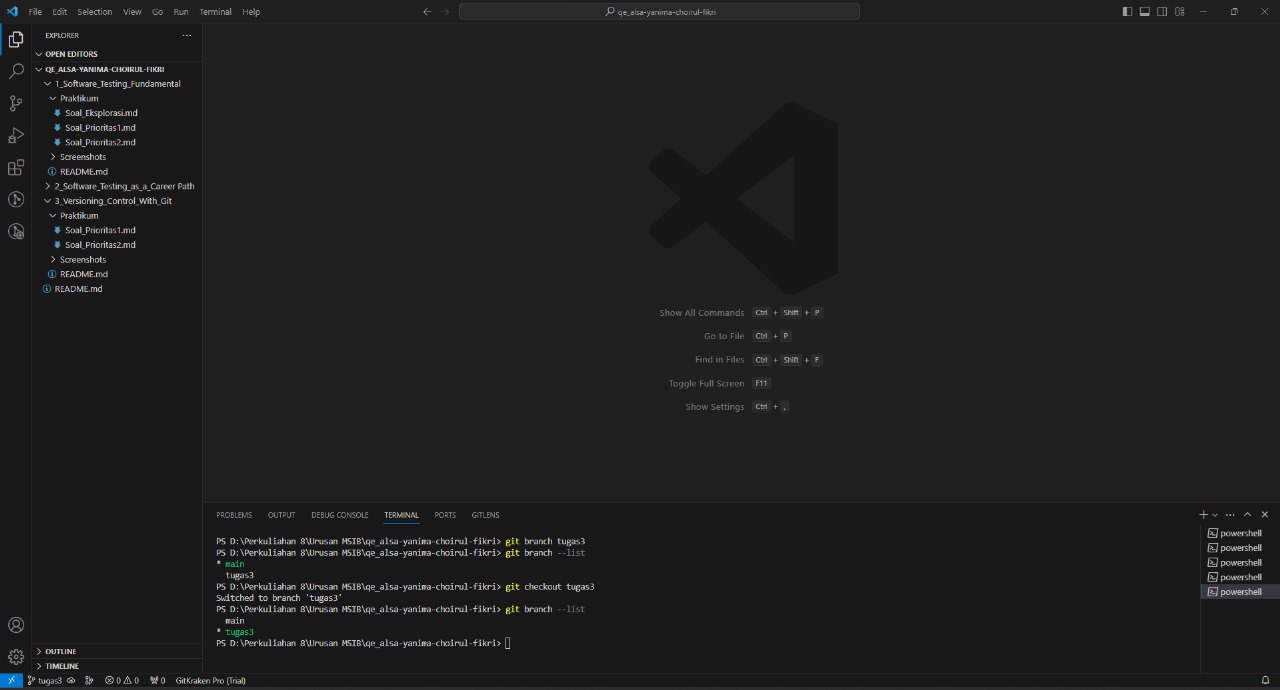 File Edit Selection View Go Run Terminal Help
qe_alsa-yanima-choirul-fikri
EXPLORER
OPEN EDITORS
QE_ALSA-YANIMA-CHOIRUL-FIKRI
1_Software_Testing_Fundamental
Praktikum
Soal_Eksplorasi.md
Soal_Prioritas1.md
Soal_Prioritas2.md
Screenshots
README.md
2_Software_Testing_as_a_Career Path
3_Versioning_Control_With_Git
Praktikum
Soal_Prioritas1.md
Soal_Prioritas2.md
Screenshots
README.md
README.md
OUTLINE
TIMELINE
Show All Commands Ctrl + Shift + P
Go to File Ctrl + P
Find in Files Ctrl + Shift + F
Toggle Full Screen F11
Show Settings Ctrl + ,
PROBLEMS OUTPUT DEBUG CONSOLE TERMINAL PORTS GITLENS
PS D:\Perkuliahan 8\Urusan MSIB\qe_alsa-yanima-choirul-fikri> git branch tugas3
PS D:\Perkuliahan 8\Urusan MSIB\qe_alsa-yanima-choirul-fikri> git branch --list
* main
tugas3
PS D:\Perkuliahan 8\Urusan MSIB\qe_alsa-yanima-choirul-fikri> git checkout tugas3
Switched to branch 'tugas3'
PS D:\Perkuliahan 8\Urusan MSIB\qe_alsa-yanima-choirul-fikri> git branch --list
main
* tugas3
PS D:\Perkuliahan 8\Urusan MSIB\qe_alsa-yanima-choirul-fikri>
powershell
powershell
powershell
powershell
powershell
tugas3 0 0 0 GitKraken Pro (Trial)